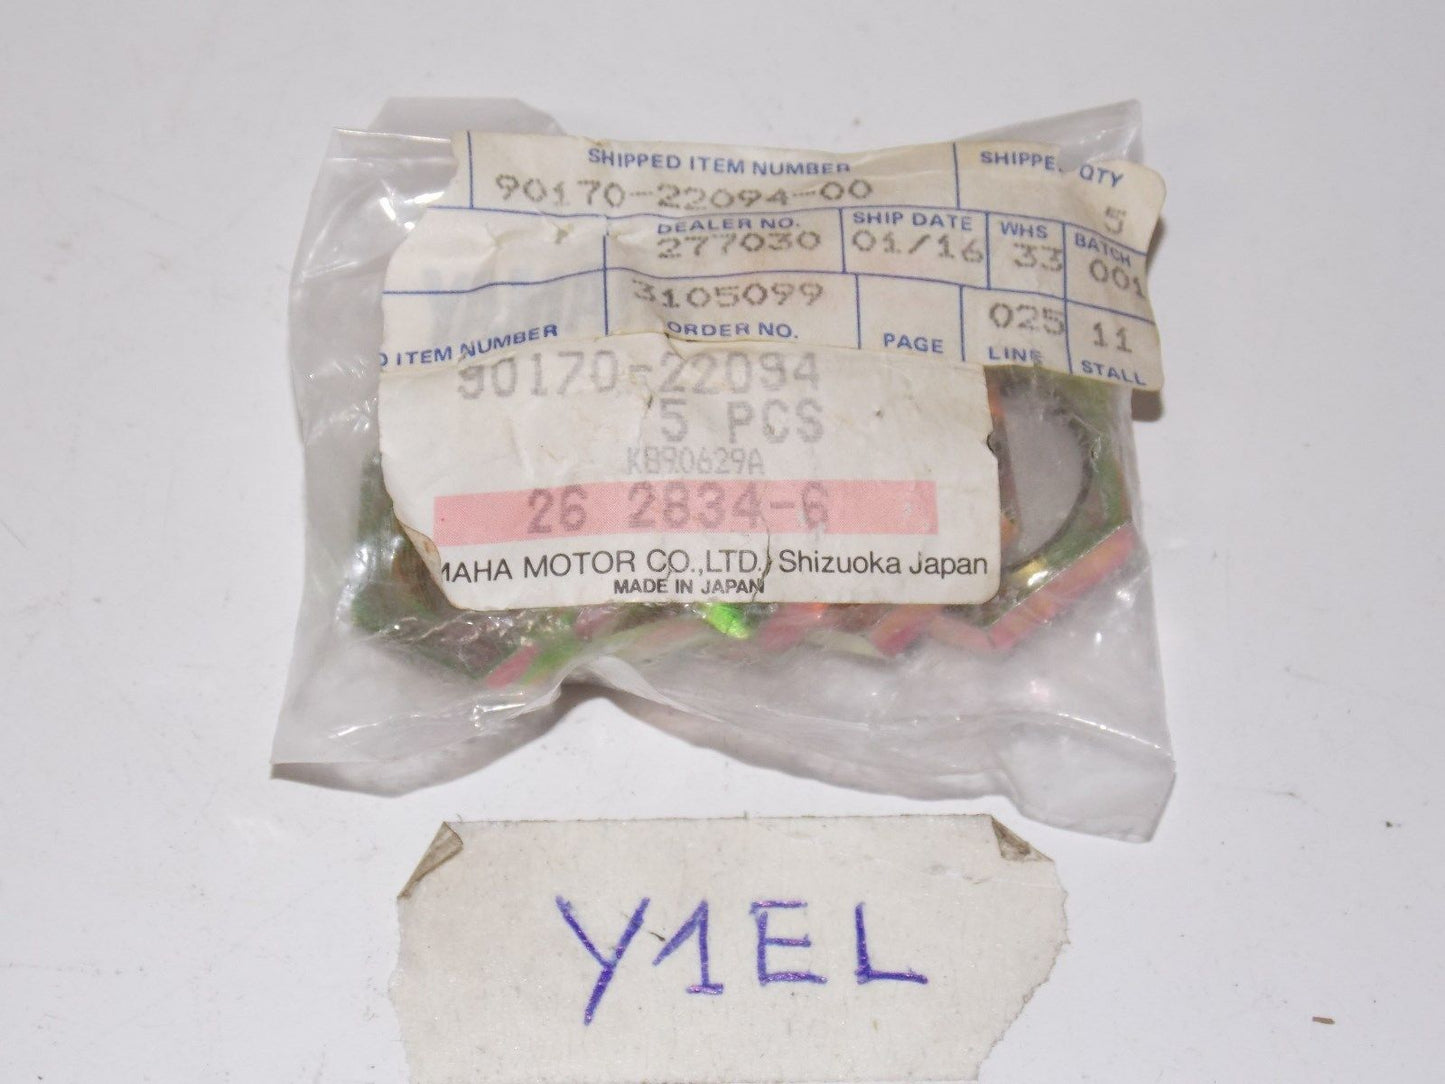 SHIPPED ITEM NUMBER SHIPPE. QTY
90170-22094-00 5
DEALER NO. SHIP DATE WHS BATCH
277030 01/16 33 001
3105099 025 11
D ITEM NUMBER ORDER NO. PAGE LINE STALL
90170-22094
5 PCS
KB90629A
26 2834-6
MAHA MOTOR CO.,LTD. Shizuoka Japan
MADE IN JAPAN
Y1EL